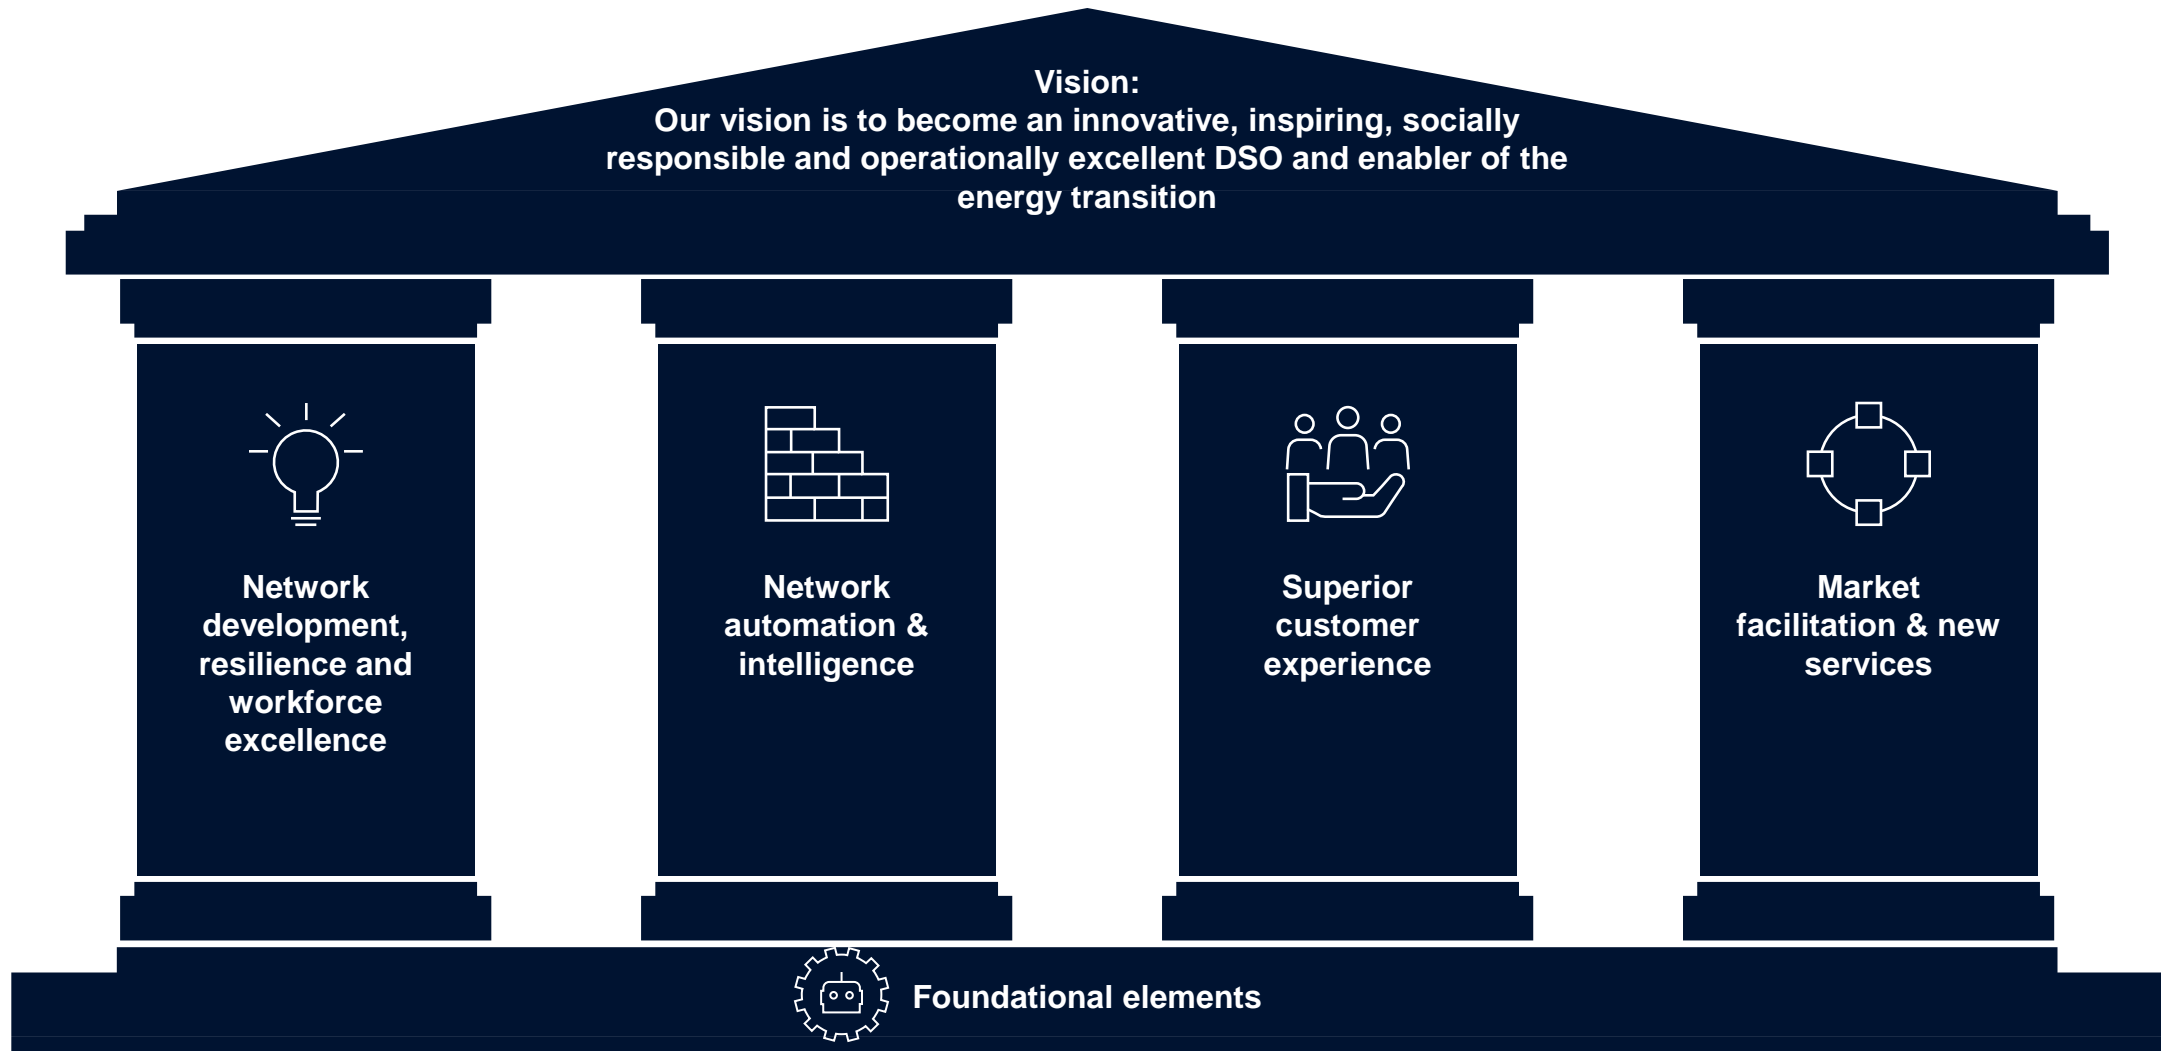 Vision:
Our vision is to become an innovative, inspiring, socially
responsible and operationally excellent DSO and enabler of the
energy transition
Network
development,
resilience and
workforce
excellence
Network
automation &
intelligence
Superior
customer
experience
Market
facilitation & new
services
Foundational elements